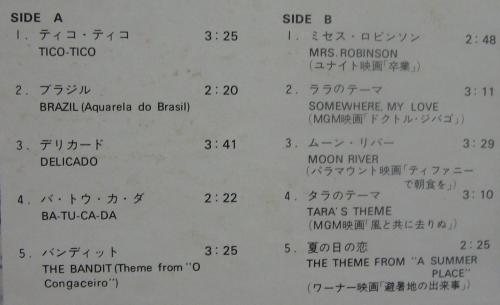 SIDE A
1. ティコ・ティコ 3:25
TICO-TICO
2. ブラジル 2:20
BRAZIL (Aquarela do Brasil)
3. デリカード 3:41
DELICADO
4. バ・トウ・カ・ダ 2:22
BA-TU-CA-DA
5. バンディット 3:25
THE BANDIT (Theme from "O
Congaceiro")
SIDE B
1. ミセス・ロビンソン 2:48
MRS. ROBINSON
(ユナイト映画「卒業」)
2. ララのテーマ 3:11
SOMEWHERE, MY LOVE
(MGM映画「ドクトル・ジバゴ」)
3. ムーン・リバー 3:29
MOON RIVER
(パラマウント映画「ティファニー
で朝食を」)
4. タラのテーマ 3:10
TARA'S THEME
(MGM映画「風と共に去りぬ」)
5. 夏の日の恋 2:25
THE THEME FROM "A SUMMER
PLACE"
(ワーナー映画「避暑地の出来事」)